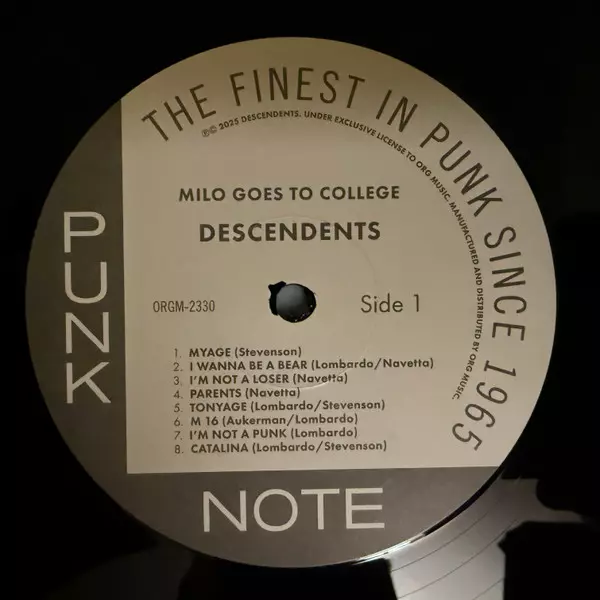 THE FINEST IN PUNK SINCE 1965
℗© 2025 DESCENDENTS. UNDER EXCLUSIVE LICENSE TO ORG MUSIC. MANUFACTURED AND DISTRIBUTED BY ORG MUSIC.
MILO GOES TO COLLEGE
DESCENDENTS
ORGM-2330
Side 1
1. MYAGE (Stevenson)
2. I WANNA BE A BEAR (Lombardo/Navetta)
3. I'M NOT A LOSER (Navetta)
4. PARENTS (Navetta)
5. TONYAGE (Lombardo/Stevenson)
6. M 16 (Aukerman/Lombardo)
7. I'M NOT A PUNK (Lombardo)
8. CATALINA (Lombardo/Stevenson)
PUNK
NOTE